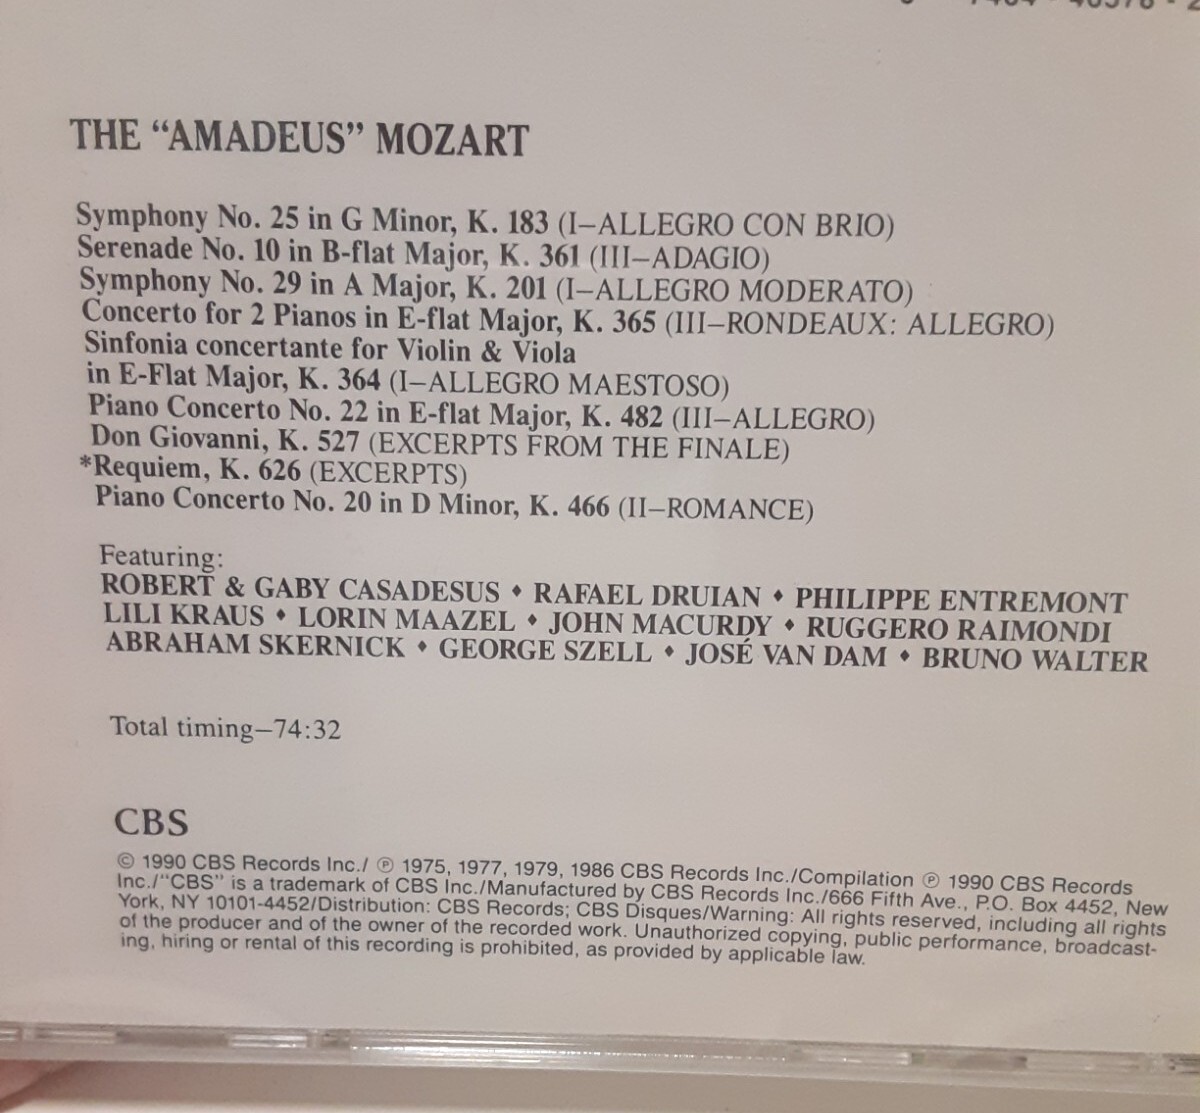 THE “AMADEUS” MOZART
Symphony No. 25 in G Minor, K. 183 (I–ALLEGRO CON BRIO)
Serenade No. 10 in B-flat Major, K. 361 (III–ADAGIO)
Symphony No. 29 in A Major, K. 201 (I–ALLEGRO MODERATO)
Concerto for 2 Pianos in E-flat Major, K. 365 (III–RONDEAUX: ALLEGRO)
Sinfonia concertante for Violin & Viola
in E-Flat Major, K. 364 (I–ALLEGRO MAESTOSO)
Piano Concerto No. 22 in E-flat Major, K. 482 (III–ALLEGRO)
Don Giovanni, K. 527 (EXCERPTS FROM THE FINALE)
*Requiem, K. 626 (EXCERPTS)
Piano Concerto No. 20 in D Minor, K. 466 (II–ROMANCE)
Featuring:
ROBERT & GABY CASADESUS ♦ RAFAEL DRUIAN ♦ PHILIPPE ENTREMONT
LILI KRAUS ♦ LORIN MAAZEL ♦ JOHN MACURDY ♦ RUGGERO RAIMONDI
ABRAHAM SKERNICK ♦ GEORGE SZELL ♦ JOSÉ VAN DAM ♦ BRUNO WALTER
Total timing–74:32
CBS
© 1990 CBS Records Inc./ ℗ 1975, 1977, 1979, 1986 CBS Records Inc./Compilation ℗ 1990 CBS Records
Inc./“CBS” is a trademark of CBS Inc./Manufactured by CBS Records Inc./666 Fifth Ave., P.O. Box 4452, New
York, NY 10101-4452/Distribution: CBS Records; CBS Disques/Warning: All rights reserved, including all rights
of the producer and of the owner of the recorded work. Unauthorized copying, public performance, broadcast-
ing, hiring or rental of this recording is prohibited, as provided by applicable law.